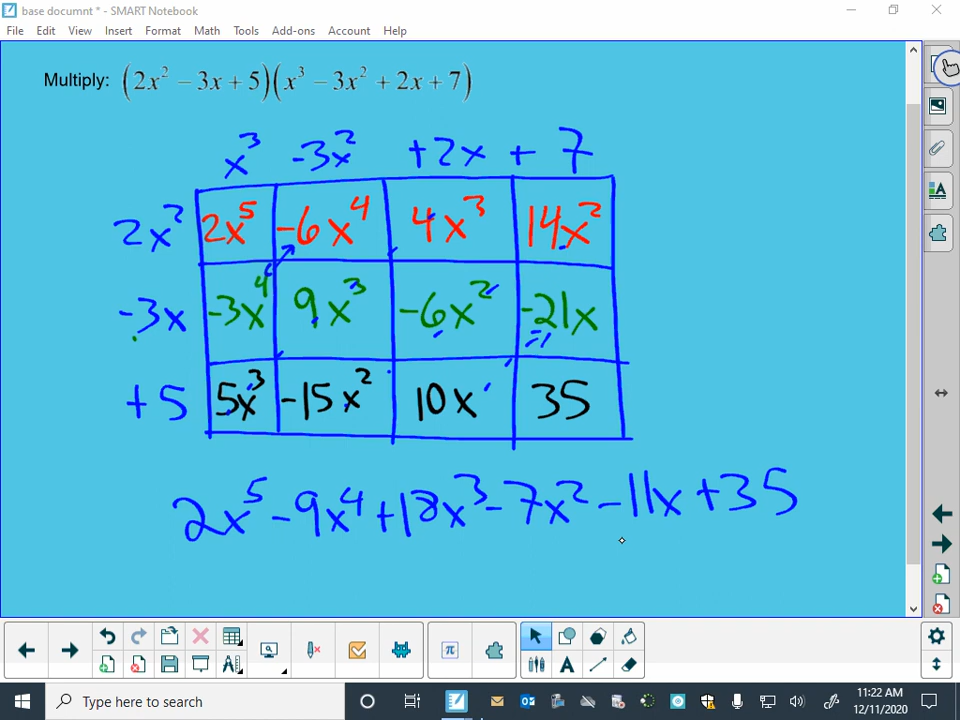 base documnt * - SMART Notebook
File Edit View Insert Format Math Tools Add-ons Account Help
Multiply: (2x² − 3x + 5)(x³ − 3x² + 2x + 7)
x³ -3x² +2x + 7
2x² 2x⁵ -6x⁴ 4x³ 14x²
-3x -3x⁴ 9x³ -6x² -21x
+5 5x³ -15x² 10x 35
2x⁵ - 9x⁴ + 18x³ - 7x² - 11x + 35
π
A
Type here to search
11:22 AM
12/11/2020